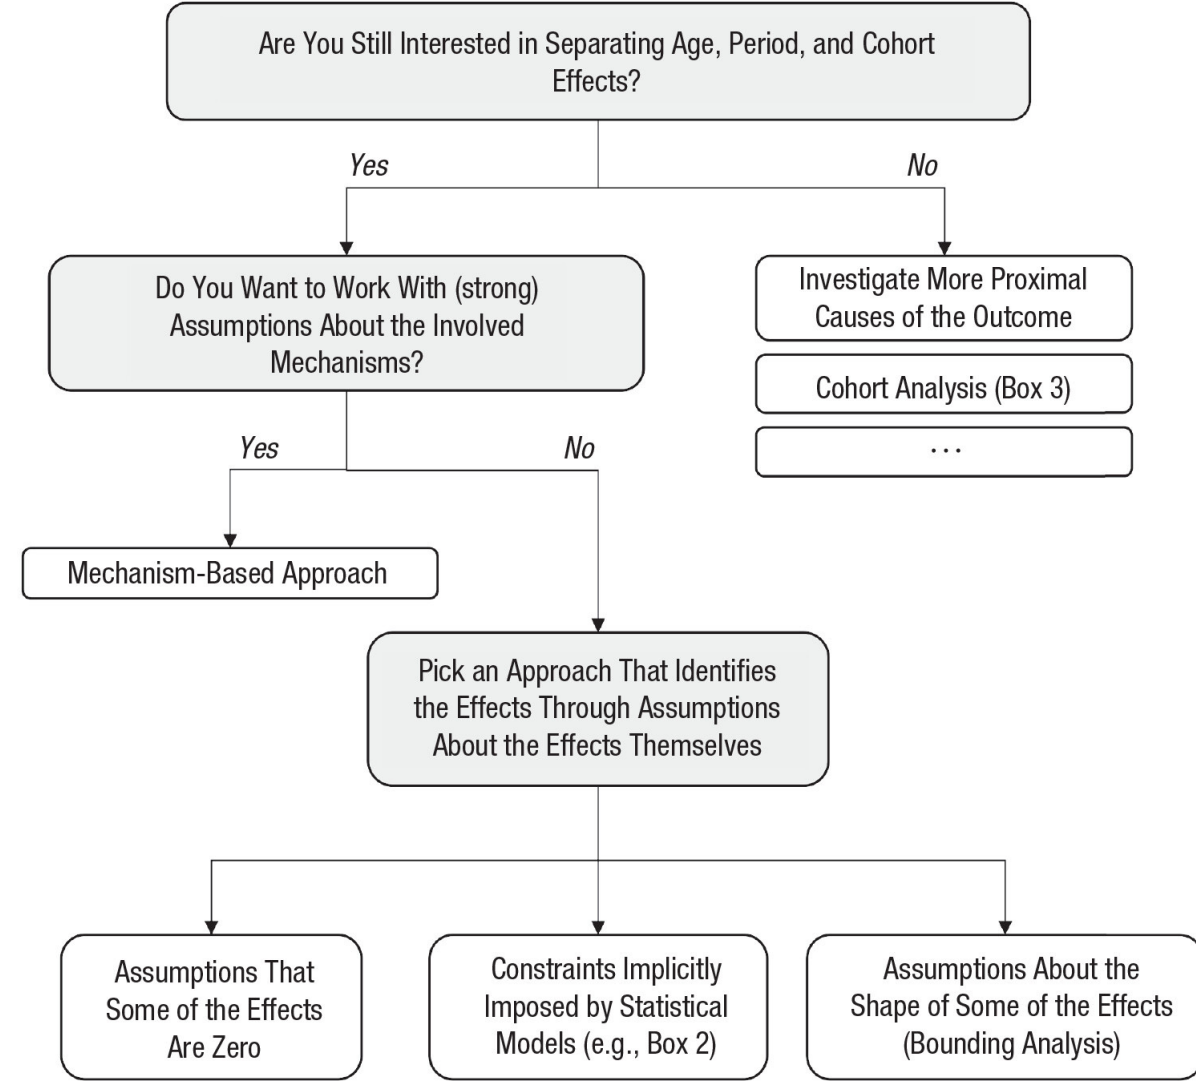 Are You Still Interested in Separating Age, Period, and Cohort
Effects?
Yes
No
Do You Want to Work With (strong)
Assumptions About the Involved
Mechanisms?
Investigate More Proximal
Causes of the Outcome
Cohort Analysis (Box 3)
...
Yes
No
Mechanism-Based Approach
Pick an Approach That Identifies
the Effects Through Assumptions
About the Effects Themselves
Assumptions That
Some of the Effects
Are Zero
Constraints Implicitly
Imposed by Statistical
Models (e.g., Box 2)
Assumptions About the
Shape of Some of the Effects
(Bounding Analysis)